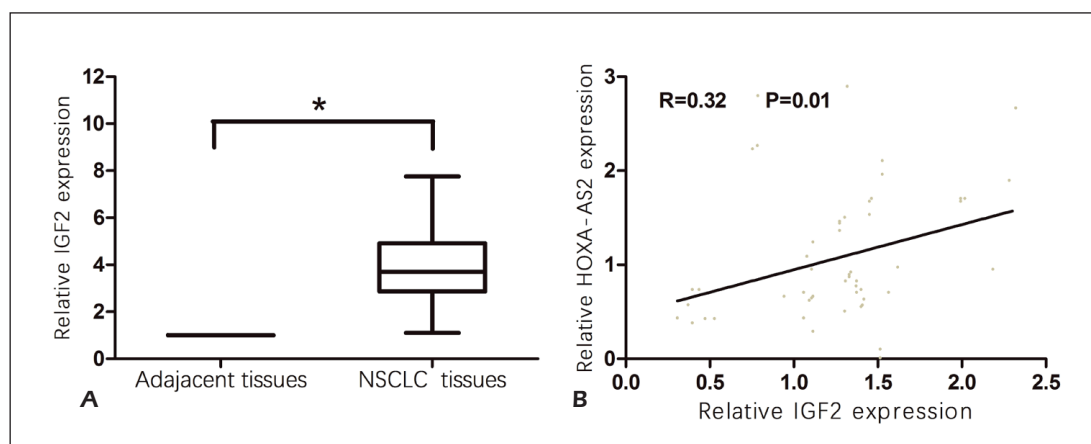 12
10
8
6
4
2
0
Relative IGF2 expression
*
Adajacent tissues
NSCLC tissues
A
3
2
1
0
Relative HOXA-AS2 expression
R=0.32 P=0.01
0.0 0.5 1.0 1.5 2.0 2.5
Relative IGF2 expression
B